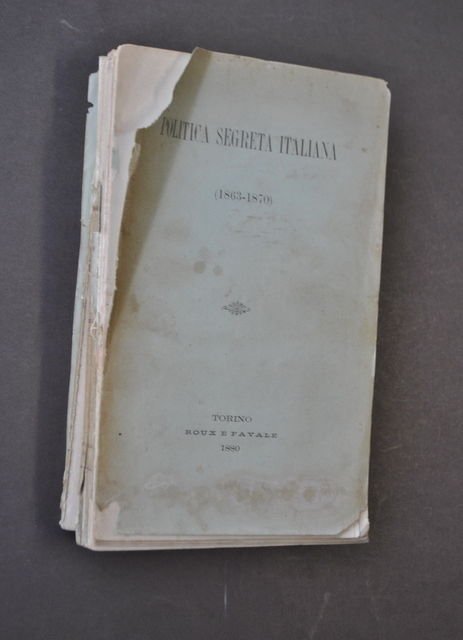 POLITICA SEGRETA ITALIANA
(1863-1870)
TORINO
ROUX E FAVALE
1880